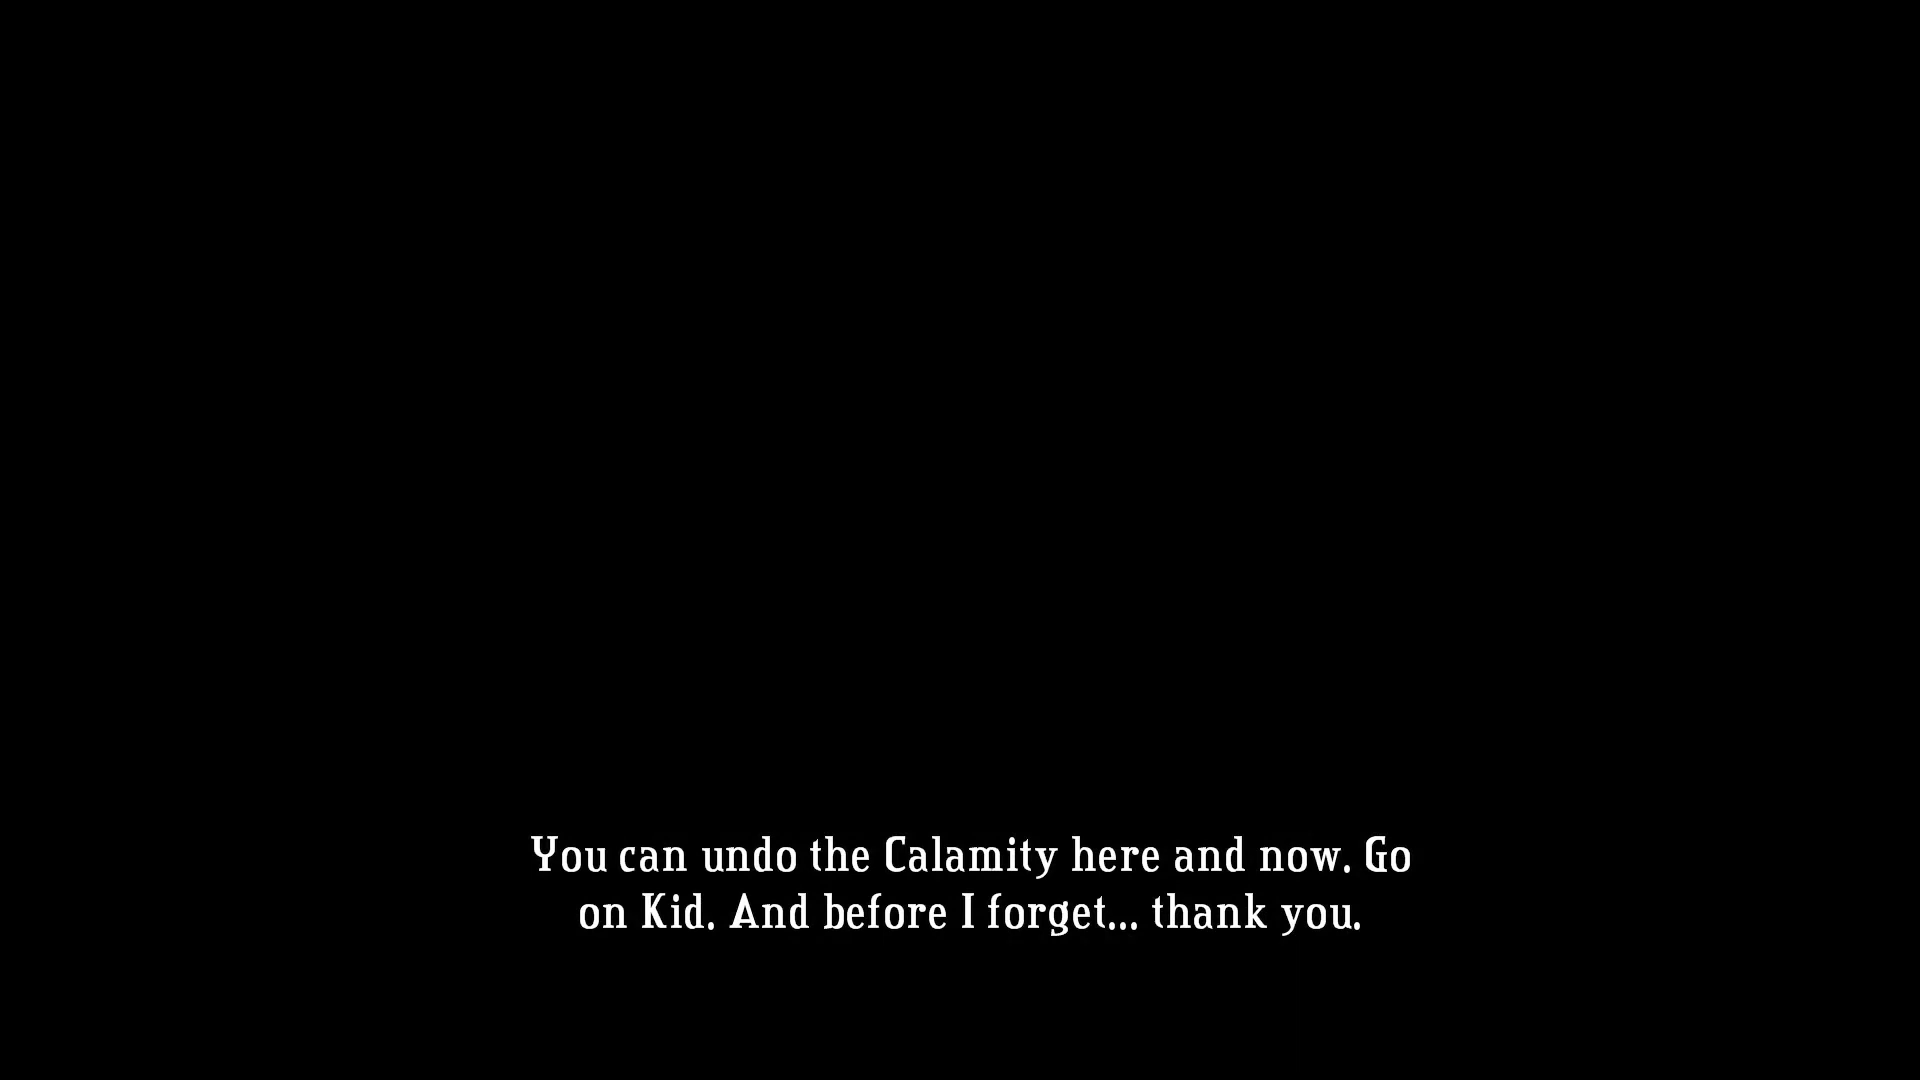 You can undo the Calamity here and now. Go
on Kid. And before I forget... thank you.